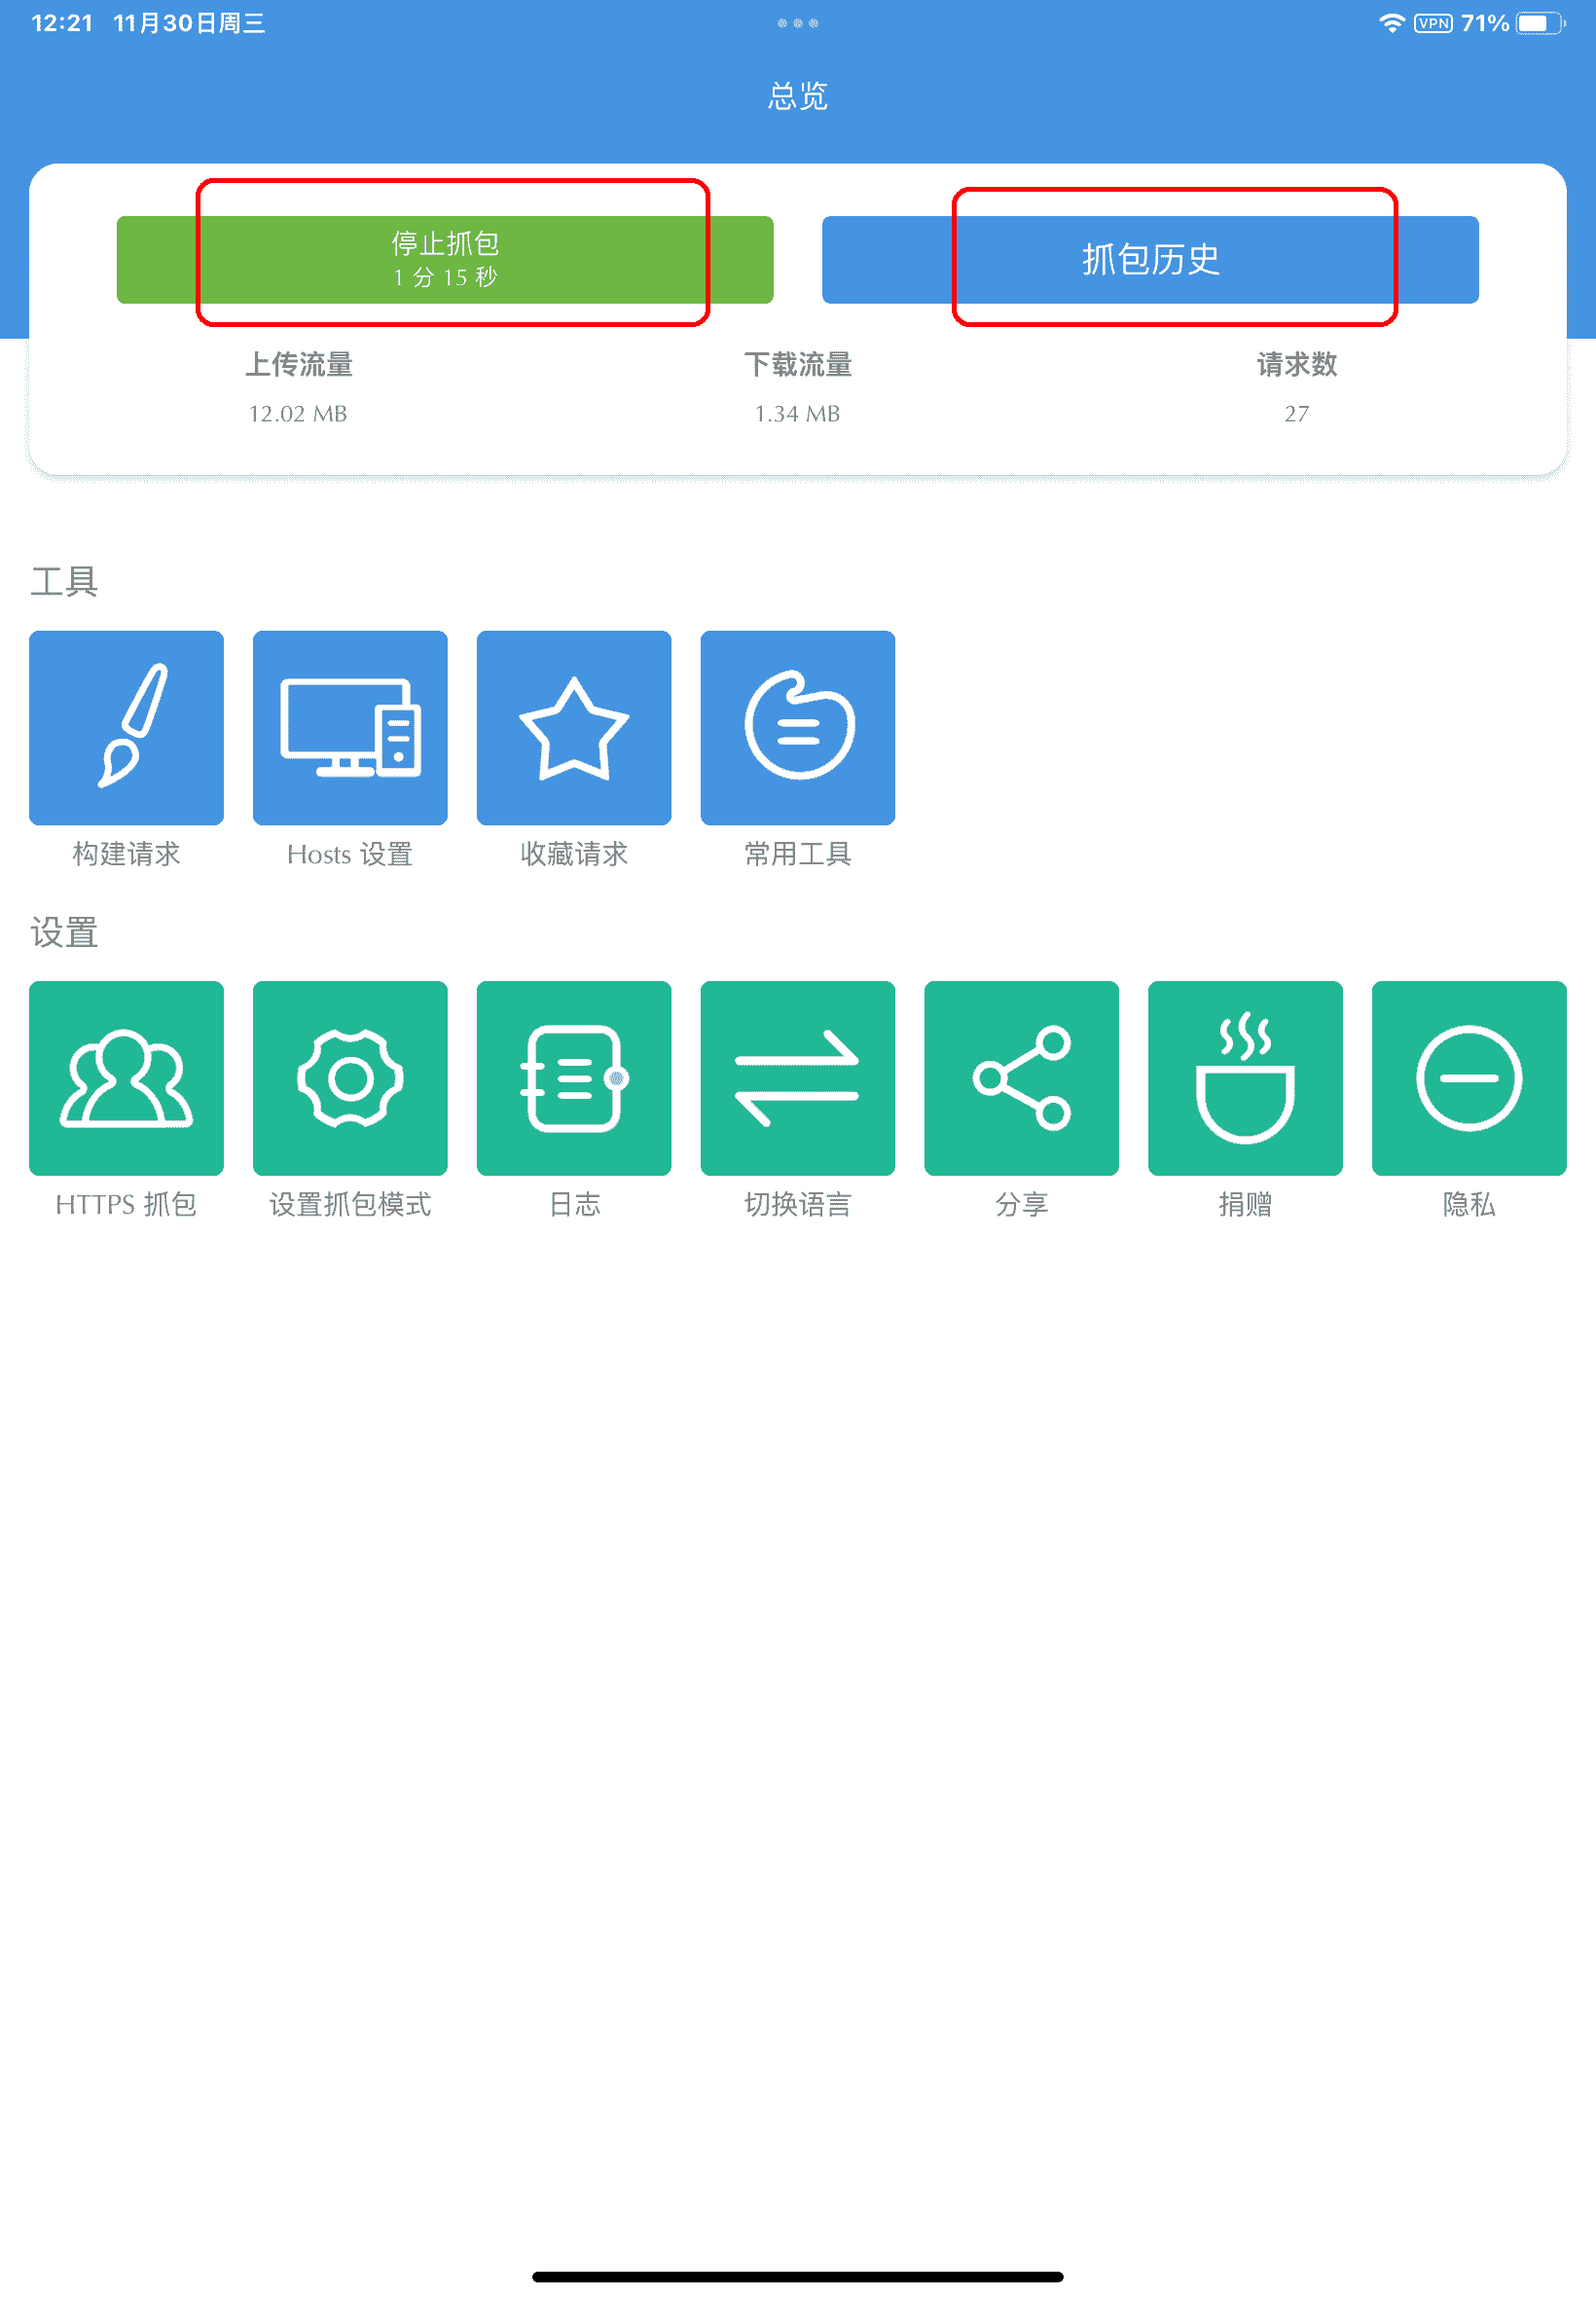 12:21 11月30日周三
VPN 71%
总览
停止抓包
1 分 15 秒
抓包历史
上传流量 下载流量 请求数
12.02 MB 1.34 MB 27
工具
构建请求 Hosts 设置 收藏请求 常用工具
设置
HTTPS 抓包 设置抓包模式 日志 切换语言 分享 捐赠 隐私